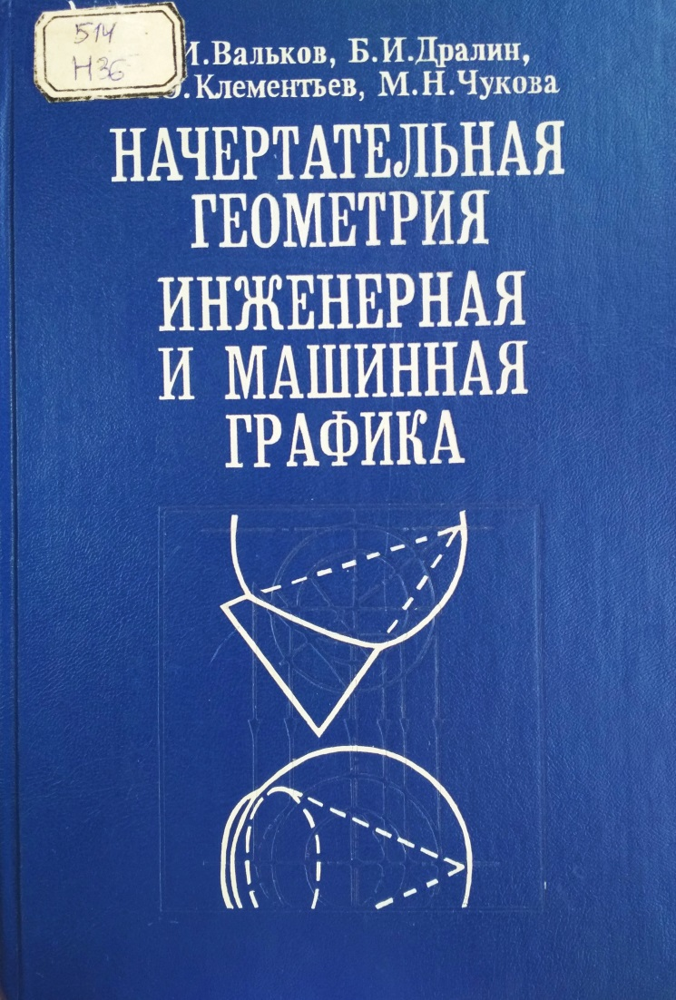 514
Н36
И.Вальков, Б.И.Дралин,
Ю.Клементьев, М.Н.Чукова
НАЧЕРТАТЕЛЬНАЯ
ГЕОМЕТРИЯ
ИНЖЕНЕРНАЯ
И МАШИННАЯ
ГРАФИКА